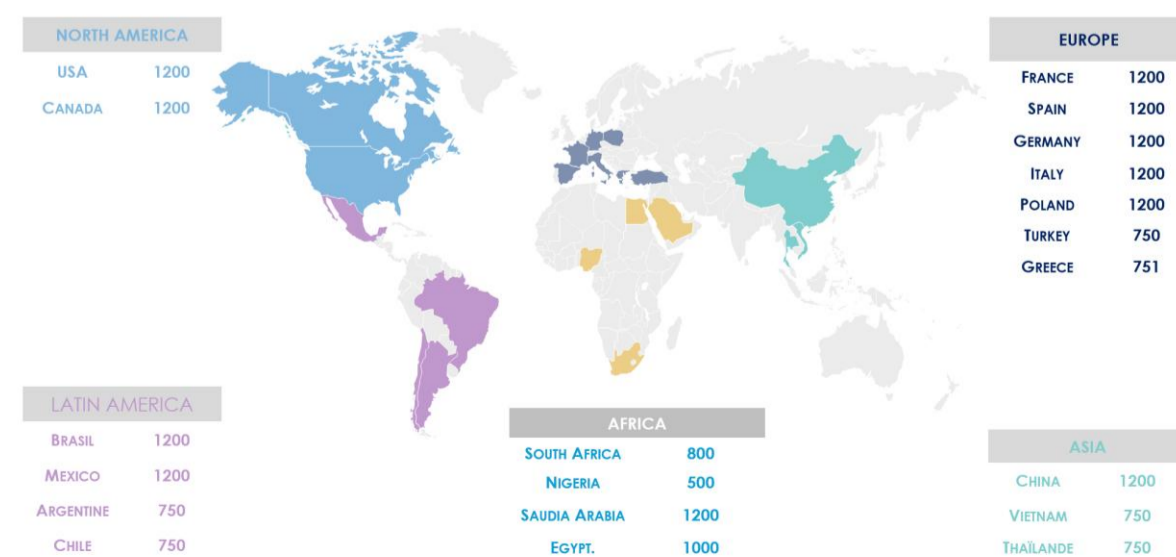 NORTH AMERICA
USA 1200
CANADA 1200
EUROPE
FRANCE 1200
SPAIN 1200
GERMANY 1200
ITALY 1200
POLAND 1200
TURKEY 750
GREECE 751
LATIN AMERICA
BRASIL 1200
MEXICO 1200
ARGENTINE 750
CHILE 750
AFRICA
SOUTH AFRICA 800
NIGERIA 500
SAUDIA ARABIA 1200
EGYPT. 1000
ASIA
CHINA 1200
VIETNAM 750
THAÏLANDE 750